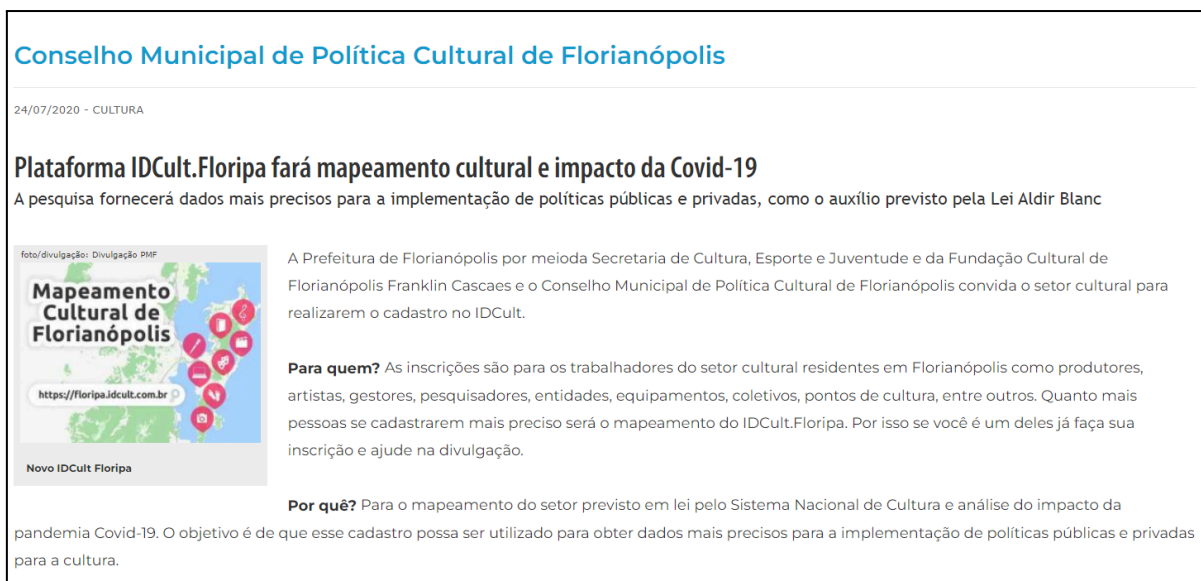 Conselho Municipal de Política Cultural de Florianópolis
24/07/2020 - CULTURA
Plataforma IDCult.Floripa fará mapeamento cultural e impacto da Covid-19
A pesquisa fornecerá dados mais precisos para a implementação de políticas públicas e privadas, como o auxílio previsto pela Lei Aldir Blanc
foto/divulgação: Divulgação PMF
Mapeamento
Cultural de
Florianópolis
https://floripa.idcult.com.br
Novo IDCult Floripa
A Prefeitura de Florianópolis por meioda Secretaria de Cultura, Esporte e Juventude e da Fundação Cultural de
Florianópolis Franklin Cascaes e o Conselho Municipal de Política Cultural de Florianópolis convida o setor cultural para
realizarem o cadastro no IDCult.
Para quem? As inscrições são para os trabalhadores do setor cultural residentes em Florianópolis como produtores,
artistas, gestores, pesquisadores, entidades, equipamentos, coletivos, pontos de cultura, entre outros. Quanto mais
pessoas se cadastrarem mais preciso será o mapeamento do IDCult.Floripa. Por isso se você é um deles já faça sua
inscrição e ajude na divulgação.
Por quê? Para o mapeamento do setor previsto em lei pelo Sistema Nacional de Cultura e análise do impacto da
pandemia Covid-19. O objetivo é de que esse cadastro possa ser utilizado para obter dados mais precisos para a implementação de políticas públicas e privadas
para a cultura.